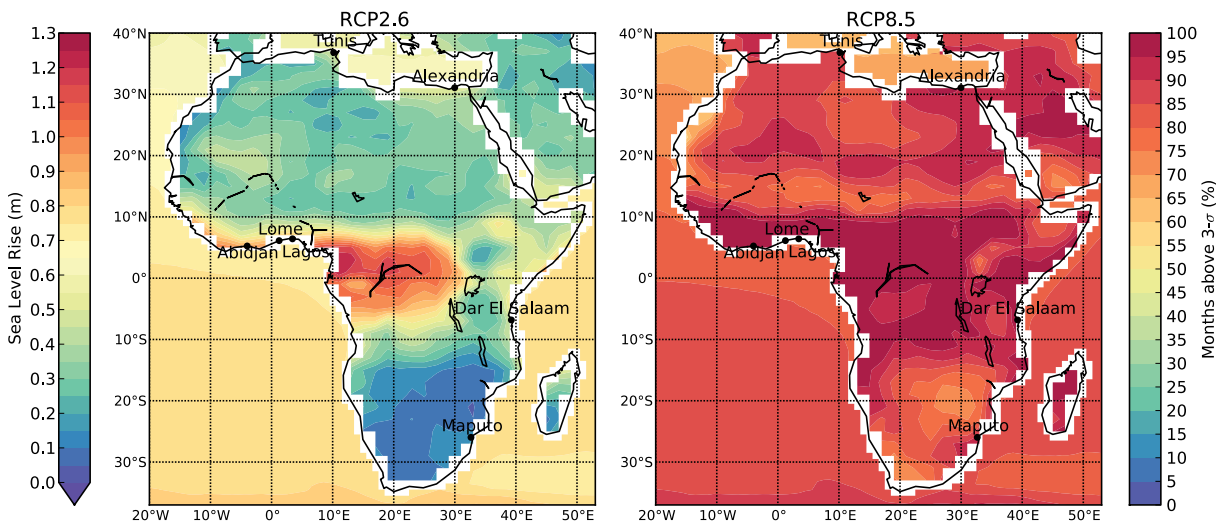 RCP2.6
RCP8.5
Sea Level Rise (m)
1.3
1.2
1.1
1.0
0.9
0.8
0.7
0.6
0.5
0.4
0.3
0.2
0.1
0.0
40°N
30°N
20°N
10°N
0°
10°S
20°S
30°S
20°W
10°W
0°
10°E
20°E
30°E
40°E
50°E
Tunis
Alexandria
Lome
Abidjan
Lagos
Dar El Salaam
Maputo
40°N
30°N
20°N
10°N
0°
10°S
20°S
30°S
20°W
10°W
0°
10°E
20°E
30°E
40°E
50°E
Tunis
Alexandria
Lome
Abidjan
Lagos
Dar El Salaam
Maputo
100
95
90
85
80
75
70
65
60
55
50
45
40
35
30
25
20
15
10
5
0
Months above 3-σ (%)